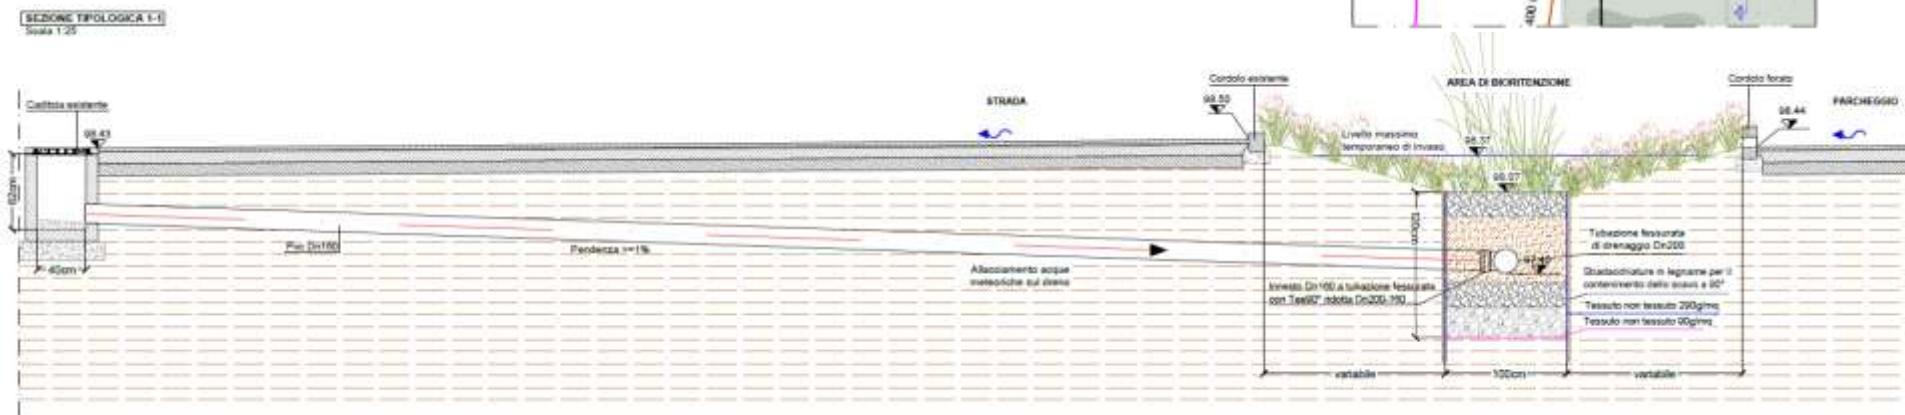 SEZIONE TIPOLOGICA 1-1
Scala 1:25
400
Cordolo esistente
AREA DI BIORITENZIONE
Cordolo forato
Caditoia esistente
STRADA
98.50
98.44
PARCHEGGIO
98.43
Livello massimo
temporaneo di invaso
98.37
98.07
62cm
120cm
Pvc Dn160
Pendenza >=1%
Tubazione fessurata
di drenaggio Dn200
40cm
Allacciamento acque
meteoriche sul dreno
Sbadacchiature in legname per il
contenimento dello scavo a 90°
Innesto Dn160 a tubazione fessurata
con Tee90° ridotta Dn200-160
Tessuto non tessuto 290g/mq
Tessuto non tessuto 90g/mq
variabile
100cm
variabile